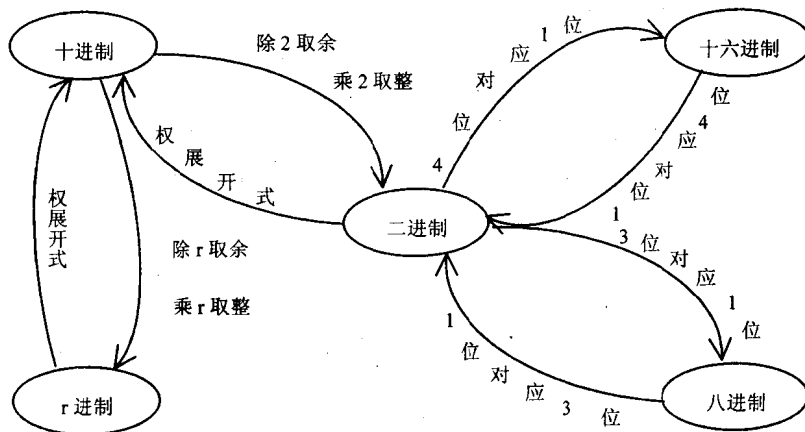 十进制
除2取余
乘2取整
权展开式
4位对应1位
十六进制
1位对应4位
二进制
权展开式
除r取余
乘r取整
3位对应1位
1位对应3位
r进制
八进制